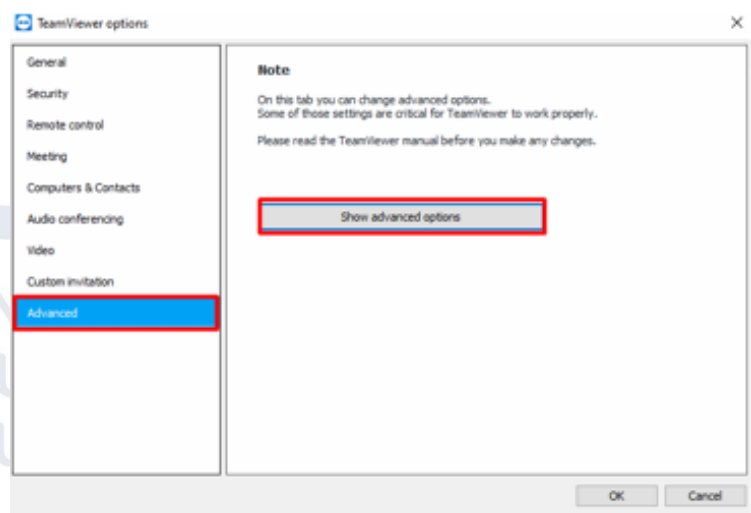 TeamViewer options
General
Security
Remote control
Meeting
Computers & Contacts
Audio conferencing
Video
Custom invitation
Advanced
Note
On this tab you can change advanced options.
Some of those settings are critical for TeamViewer to work properly.
Please read the TeamViewer manual before you make any changes.
Show advanced options
OK
Cancel